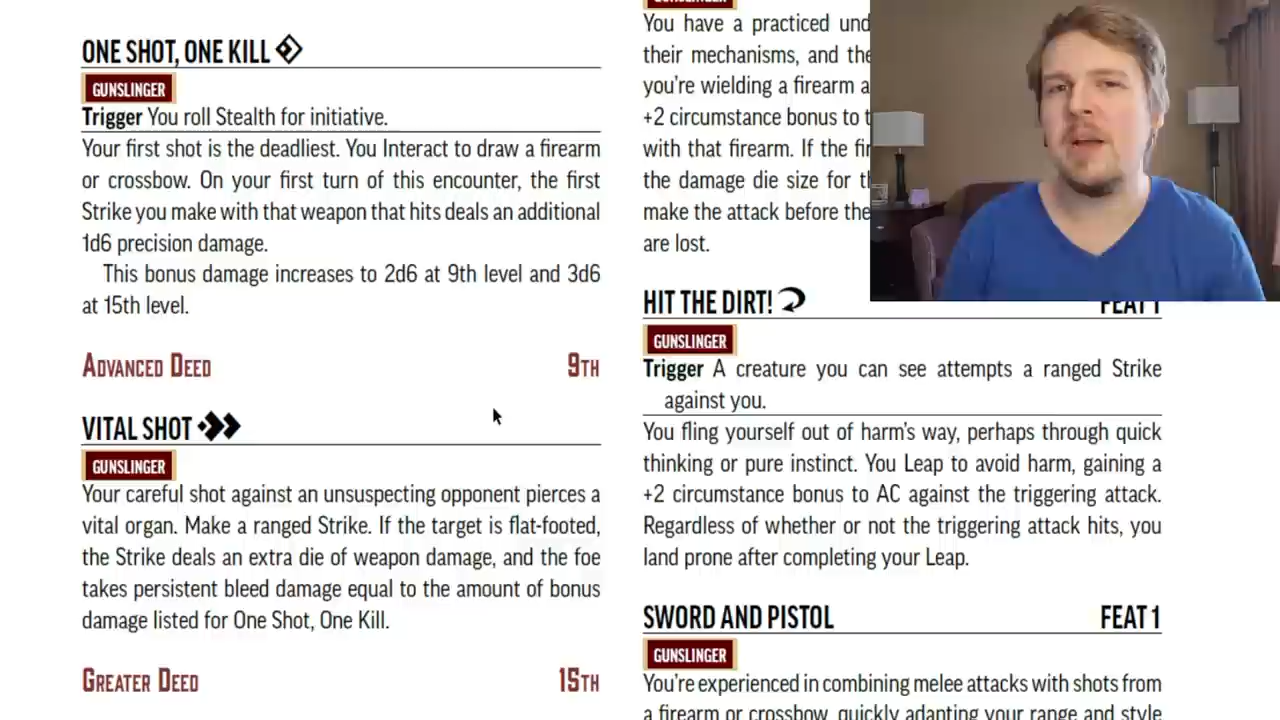 ONE SHOT, ONE KILL
GUNSLINGER
Trigger You roll Stealth for initiative.
Your first shot is the deadliest. You Interact to draw a firearm
or crossbow. On your first turn of this encounter, the first
Strike you make with that weapon that hits deals an additional
1d6 precision damage.
This bonus damage increases to 2d6 at 9th level and 3d6
at 15th level.
ADVANCED DEED 9TH
VITAL SHOT
GUNSLINGER
Your careful shot against an unsuspecting opponent pierces a
vital organ. Make a ranged Strike. If the target is flat-footed,
the Strike deals an extra die of weapon damage, and the foe
takes persistent bleed damage equal to the amount of bonus
damage listed for One Shot, One Kill.
GREATER DEED 15TH
You have a practiced und
their mechanisms, and the
you're wielding a firearm a
+2 circumstance bonus to t
with that firearm. If the fir
the damage die size for t
make the attack before the
are lost.
HIT THE DIRT! FEAT 1
GUNSLINGER
Trigger A creature you can see attempts a ranged Strike
against you.
You fling yourself out of harm's way, perhaps through quick
thinking or pure instinct. You Leap to avoid harm, gaining a
+2 circumstance bonus to AC against the triggering attack.
Regardless of whether or not the triggering attack hits, you
land prone after completing your Leap.
SWORD AND PISTOL FEAT 1
GUNSLINGER
You're experienced in combining melee attacks with shots from
a firearm or crossbow, quickly adapting your range and style